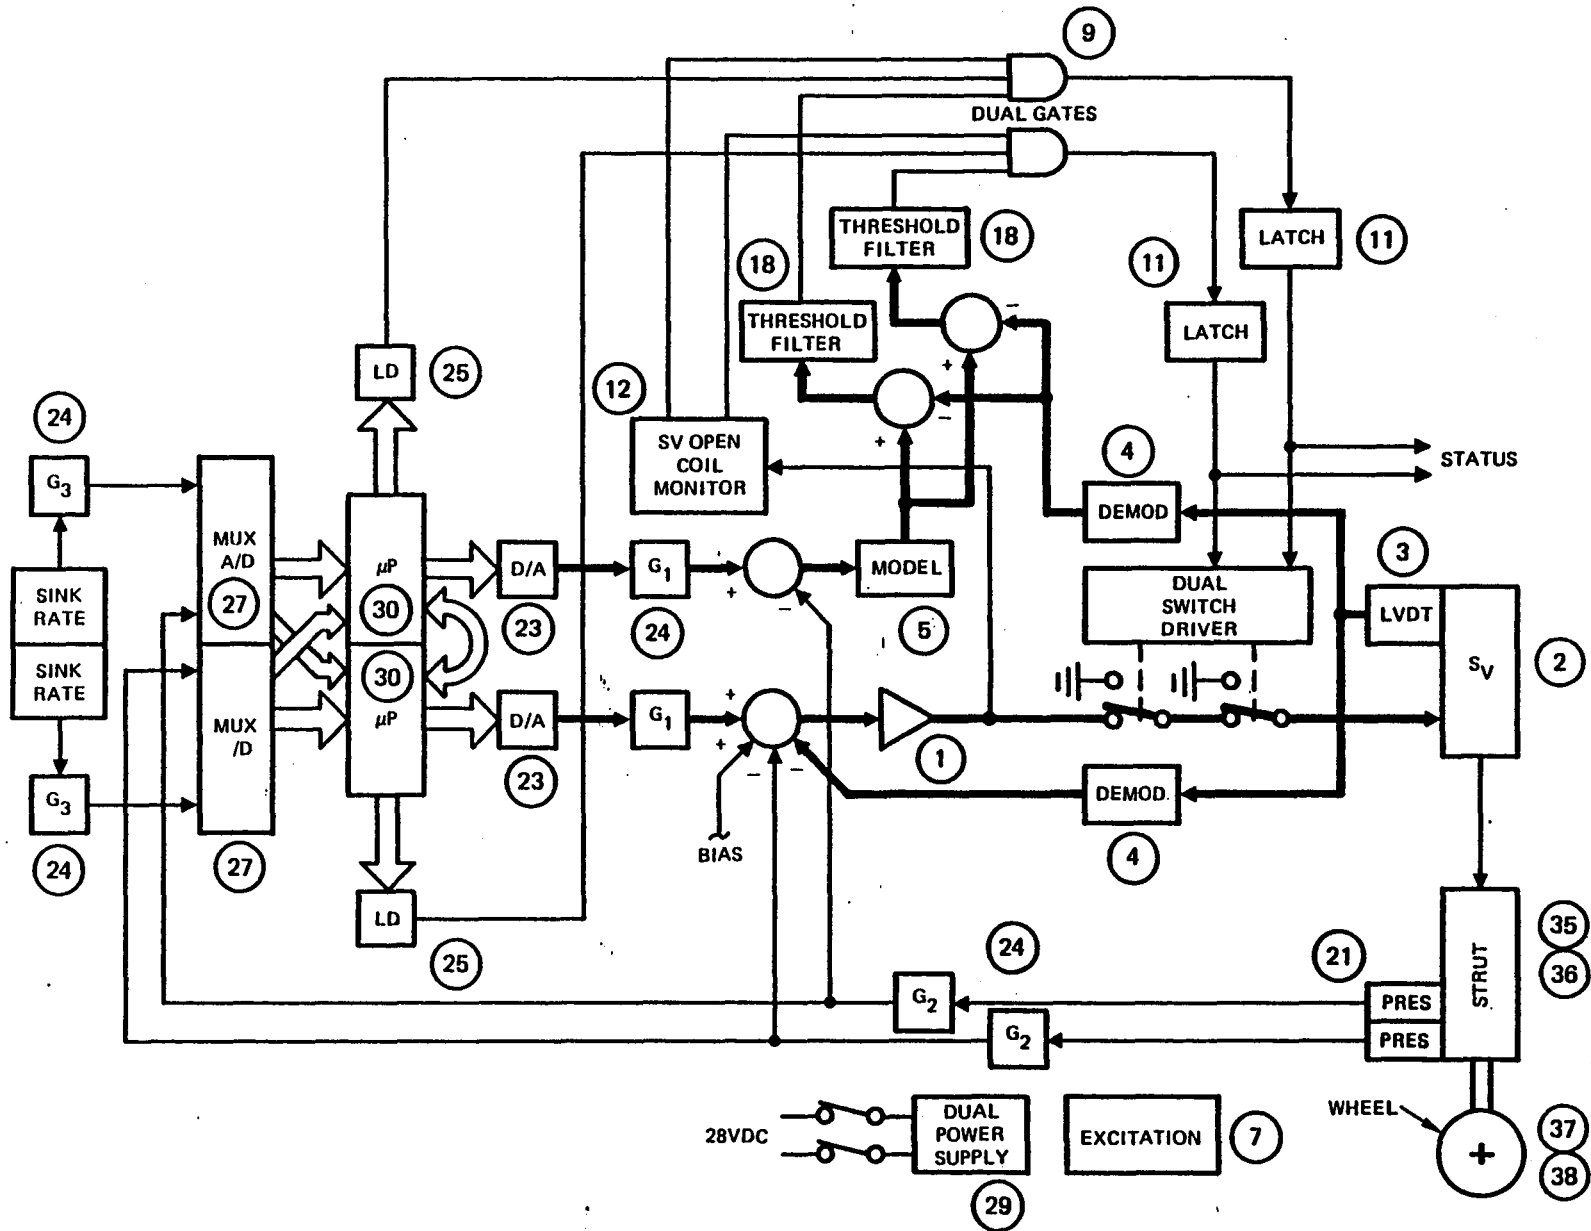 9
DUAL GATES
THRESHOLD
FILTER
18
LATCH
11
11
18
THRESHOLD
FILTER
LATCH
LD
25
12
SV OPEN
COIL
MONITOR
24
G3
4
DEMOD
STATUS
MUX
A/D
27
μP
30
D/A
23
G1
24
+
+
−
MODEL
5
+
−
+
−
DUAL
SWITCH
DRIVER
3
LVDT
SV
2
SINK
RATE
SINK
RATE
MUX
/D
27
30
μP
D/A
23
G1
+
+
−
−
BIAS
1
DEMOD
4
G3
24
LD
25
24
G2
G2
21
PRES
PRES
STRUT
35
36
28VDC
DUAL
POWER
SUPPLY
29
EXCITATION
7
WHEEL
+
37
38